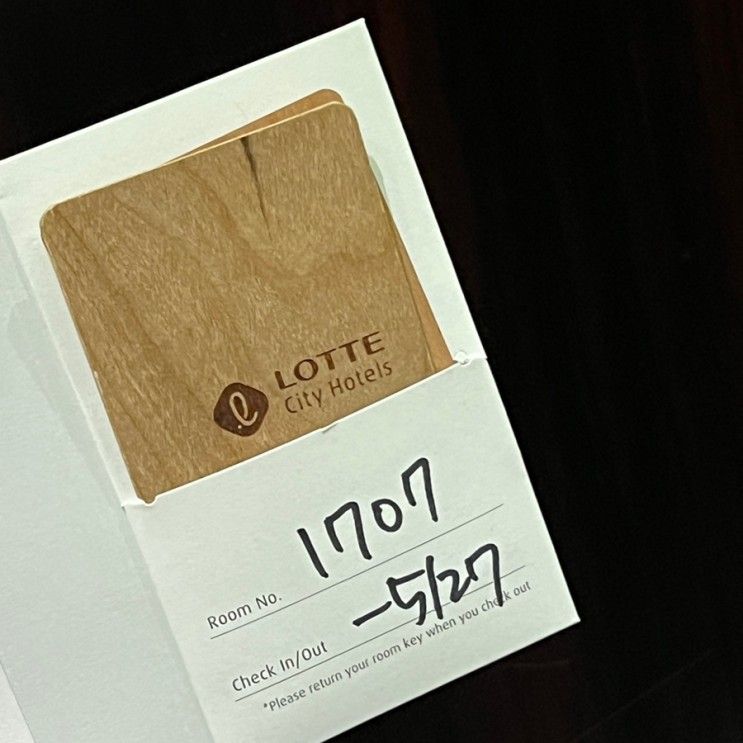 LOTTE
City Hotels
Room No. 1707
Check In/Out -5/27
*Please return your room key when you check out